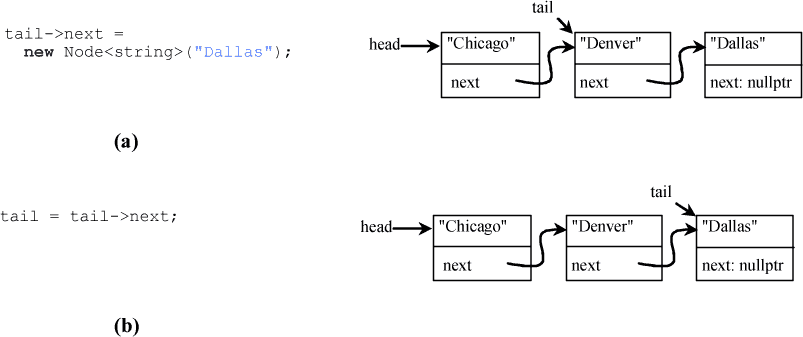 tail->next =
new Node<string>("Dallas");
tail
head
"Chicago"
"Denver"
"Dallas"
next
next
next: nullptr
(a)
tail = tail->next;
tail
head
"Chicago"
"Denver"
"Dallas"
next
next
next: nullptr
(b)